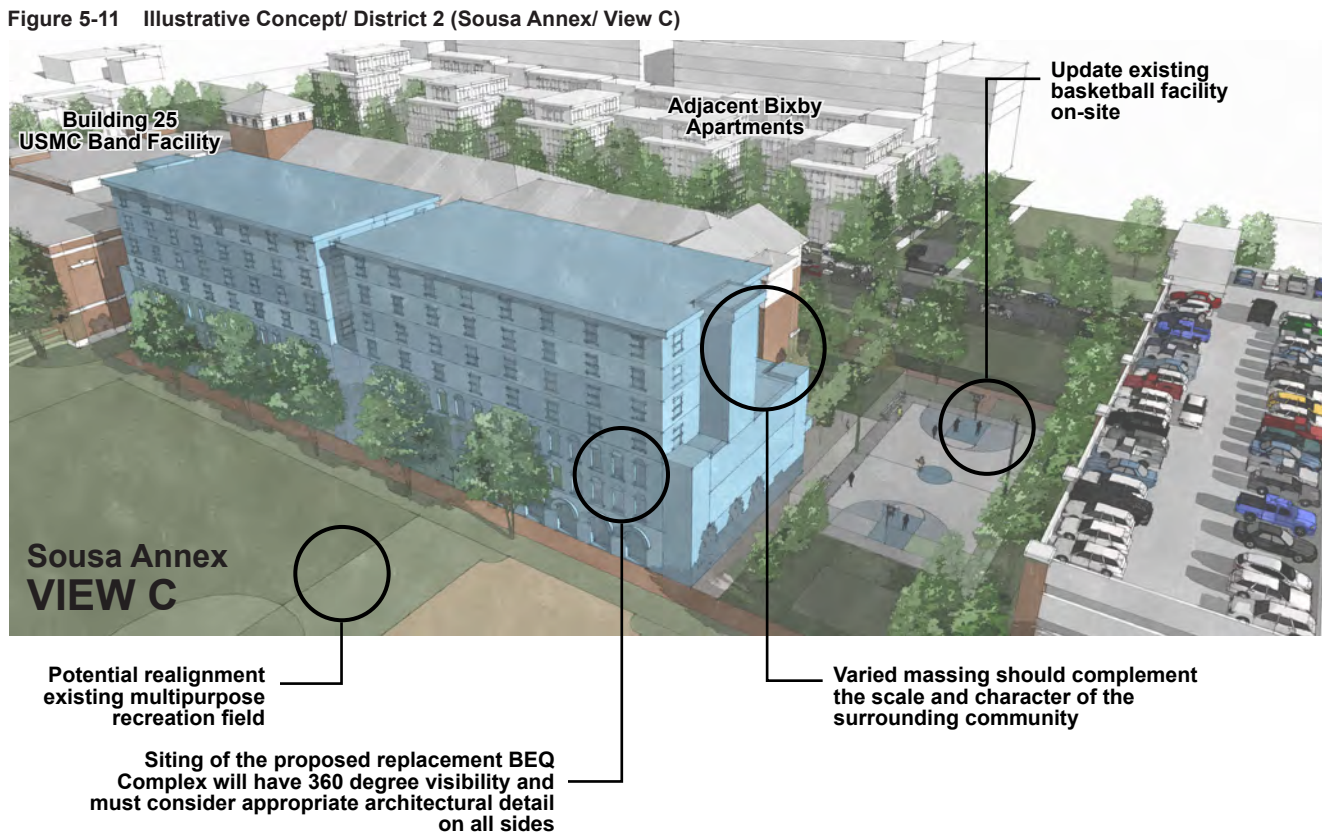 Figure 5-11 Illustrative Concept/ District 2 (Sousa Annex/ View C)
Building 25
USMC Band Facility
Adjacent Bixby
Apartments
Update existing
basketball facility
on-site
Sousa Annex
VIEW C
Potential realignment
existing multipurpose
recreation field
Siting of the proposed replacement BEQ
Complex will have 360 degree visibility and
must consider appropriate architectural detail
on all sides
Varied massing should complement
the scale and character of the
surrounding community